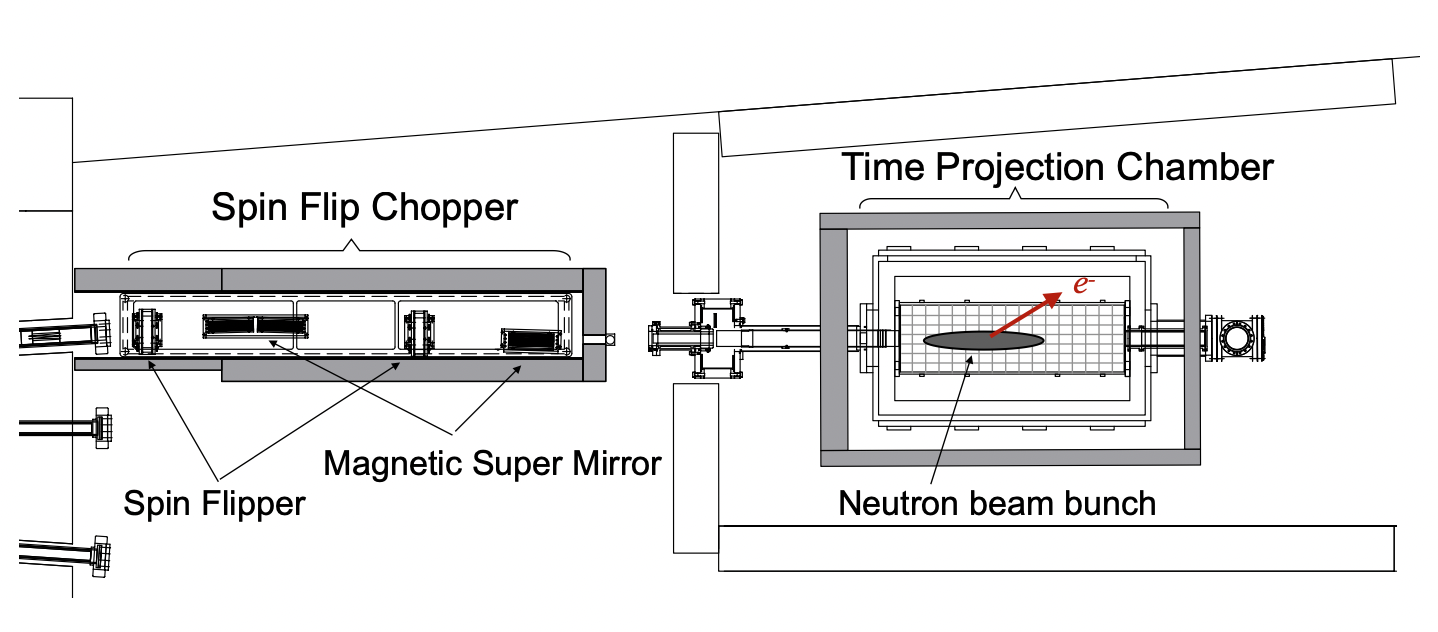 Time Projection Chamber
Spin Flip Chopper
e-
Magnetic Super Mirror
Spin Flipper
Neutron beam bunch